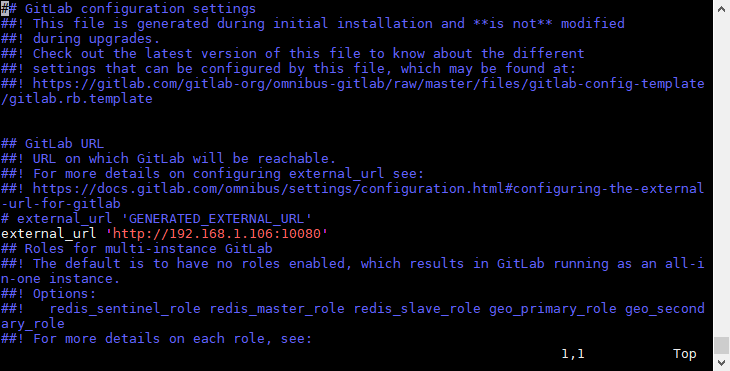 ## GitLab configuration settings
##! This file is generated during initial installation and **is not** modified
##! during upgrades.
##! Check out the latest version of this file to know about the different
##! settings that can be configured by this file, which may be found at:
##! https://gitlab.com/gitlab-org/omnibus-gitlab/raw/master/files/gitlab-config-template
/gitlab.rb.template
## GitLab URL
##! URL on which GitLab will be reachable.
##! For more details on configuring external_url see:
##! https://docs.gitlab.com/omnibus/settings/configuration.html#configuring-the-external
-url-for-gitlab
# external_url 'GENERATED_EXTERNAL_URL'
external_url 'http://192.168.1.106:10080'
## Roles for multi-instance GitLab
##! The default is to have no roles enabled, which results in GitLab running as an all-i
n-one instance.
##! Options:
##!   redis_sentinel_role redis_master_role redis_slave_role geo_primary_role geo_second
ary_role
##! For more details on each role, see:
1,1 Top